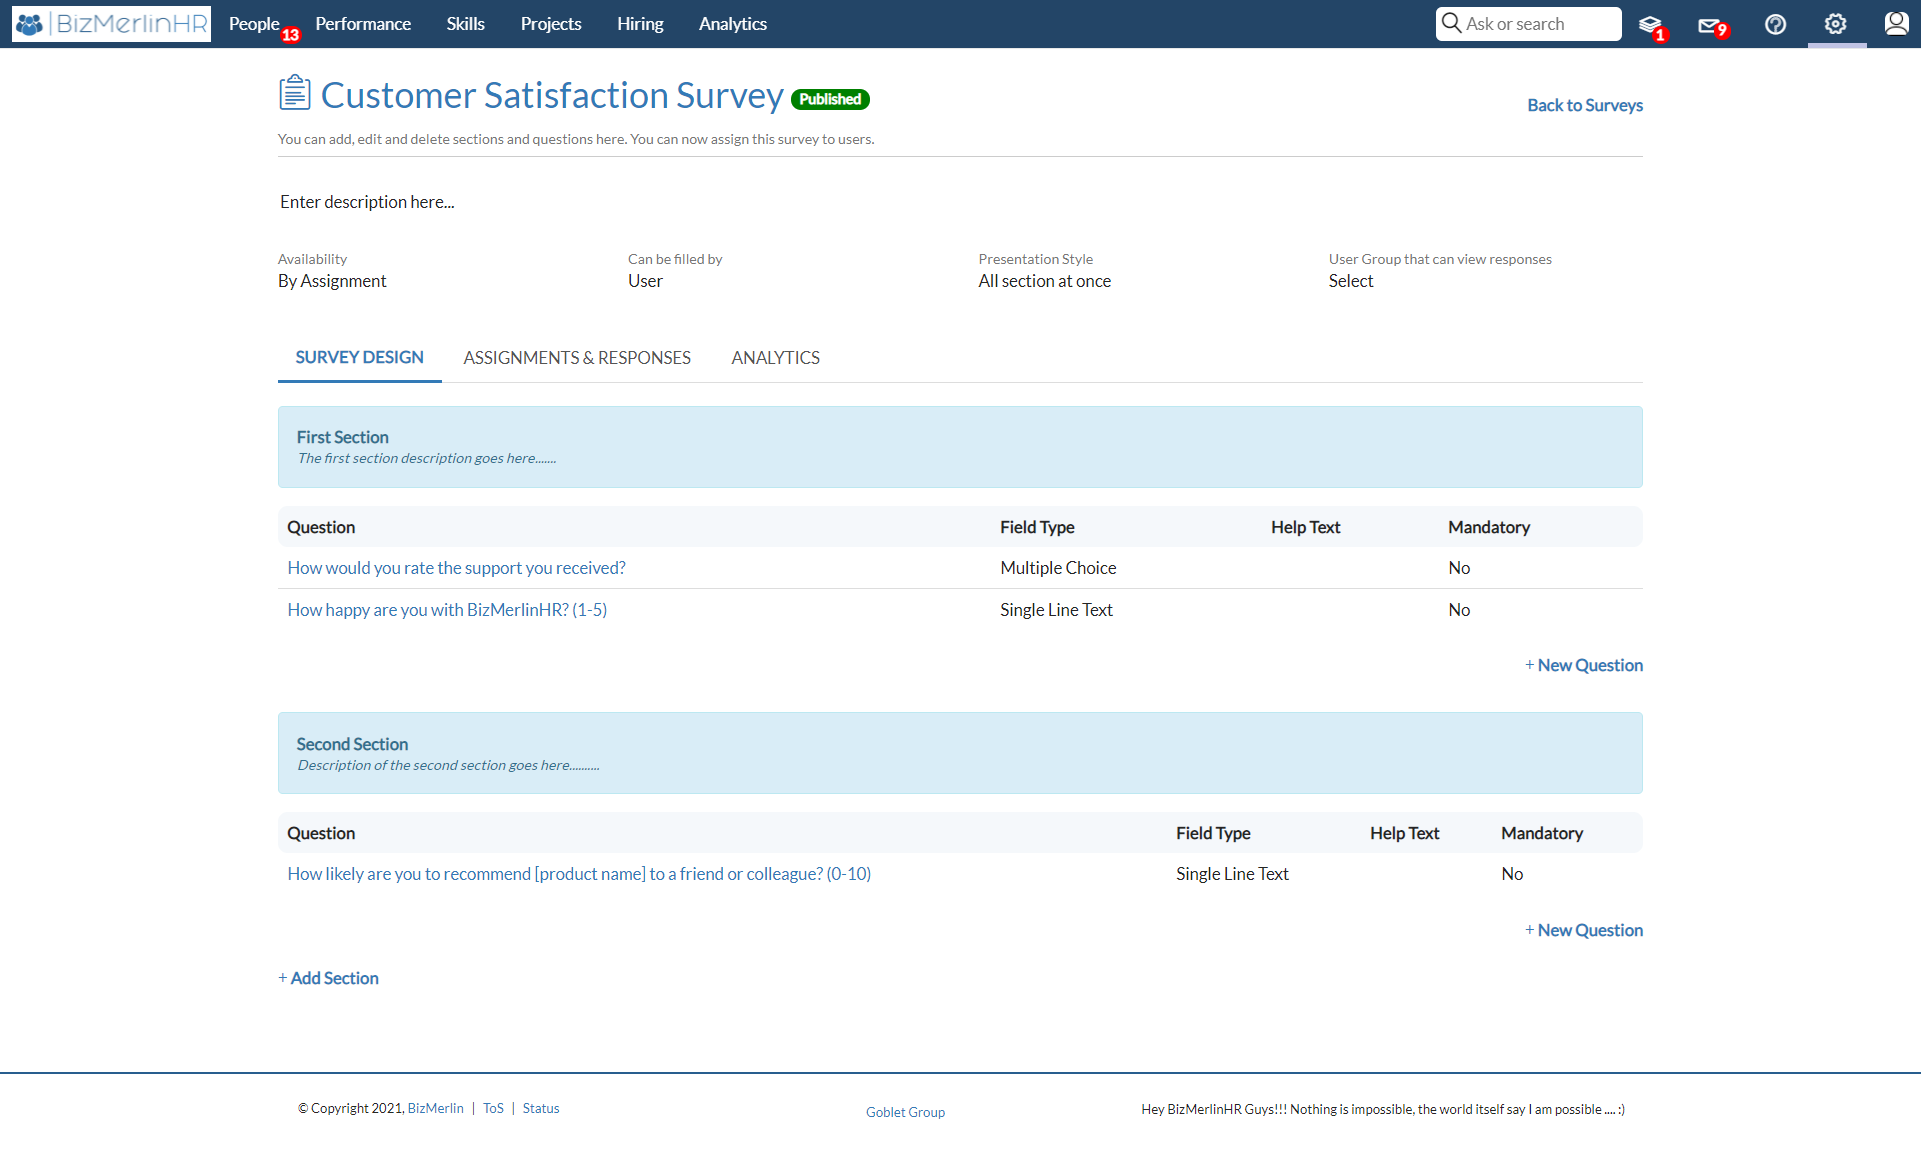 BizMerlinHR People 13 Performance Skills Projects Hiring Analytics Ask or search 1 9
Customer Satisfaction Survey Published
Back to Surveys
You can add, edit and delete sections and questions here. You can now assign this survey to users.
Enter description here...
Availability Can be filled by Presentation Style User Group that can view responses
By Assignment User All section at once Select
SURVEY DESIGN ASSIGNMENTS & RESPONSES ANALYTICS
First Section
The first section description goes here.......
Question Field Type Help Text Mandatory
How would you rate the support you received? Multiple Choice No
How happy are you with BizMerlinHR? (1-5) Single Line Text No
+ New Question
Second Section
Description of the second section goes here..........
Question Field Type Help Text Mandatory
How likely are you to recommend [product name] to a friend or colleague? (0-10) Single Line Text No
+ New Question
+ Add Section
© Copyright 2021, BizMerlin | ToS | Status Goblet Group Hey BizMerlinHR Guys!!! Nothing is impossible, the world itself say I am possible .... :)